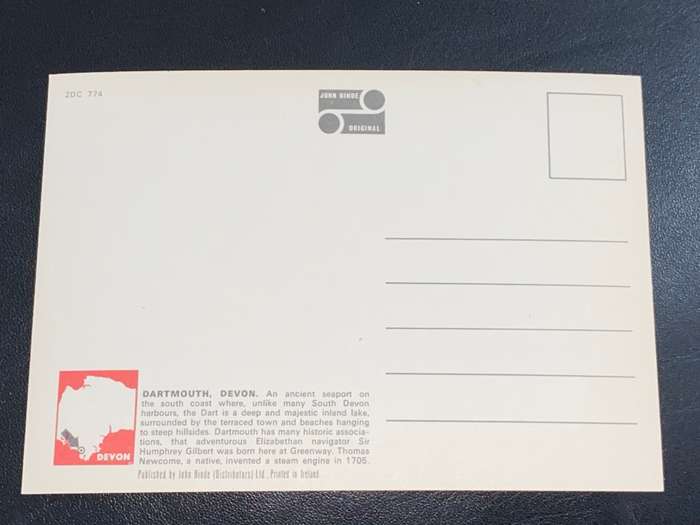 2DC 774
JOHN HINDE
ORIGINAL
DARTMOUTH, DEVON. An ancient seaport on
the south coast where, unlike many South Devon
harbours, the Dart is a deep and majestic inland lake,
surrounded by the terraced town and beaches hanging
to steep hillsides. Dartmouth has many historic associa-
tions, that adventurous Elizabethan navigator Sir
Humphrey Gilbert was born here at Greenway. Thomas
Newcome, a native, invented a steam engine in 1705.
DEVON
Published by John Hinde (Distributors) Ltd., Printed in Ireland.